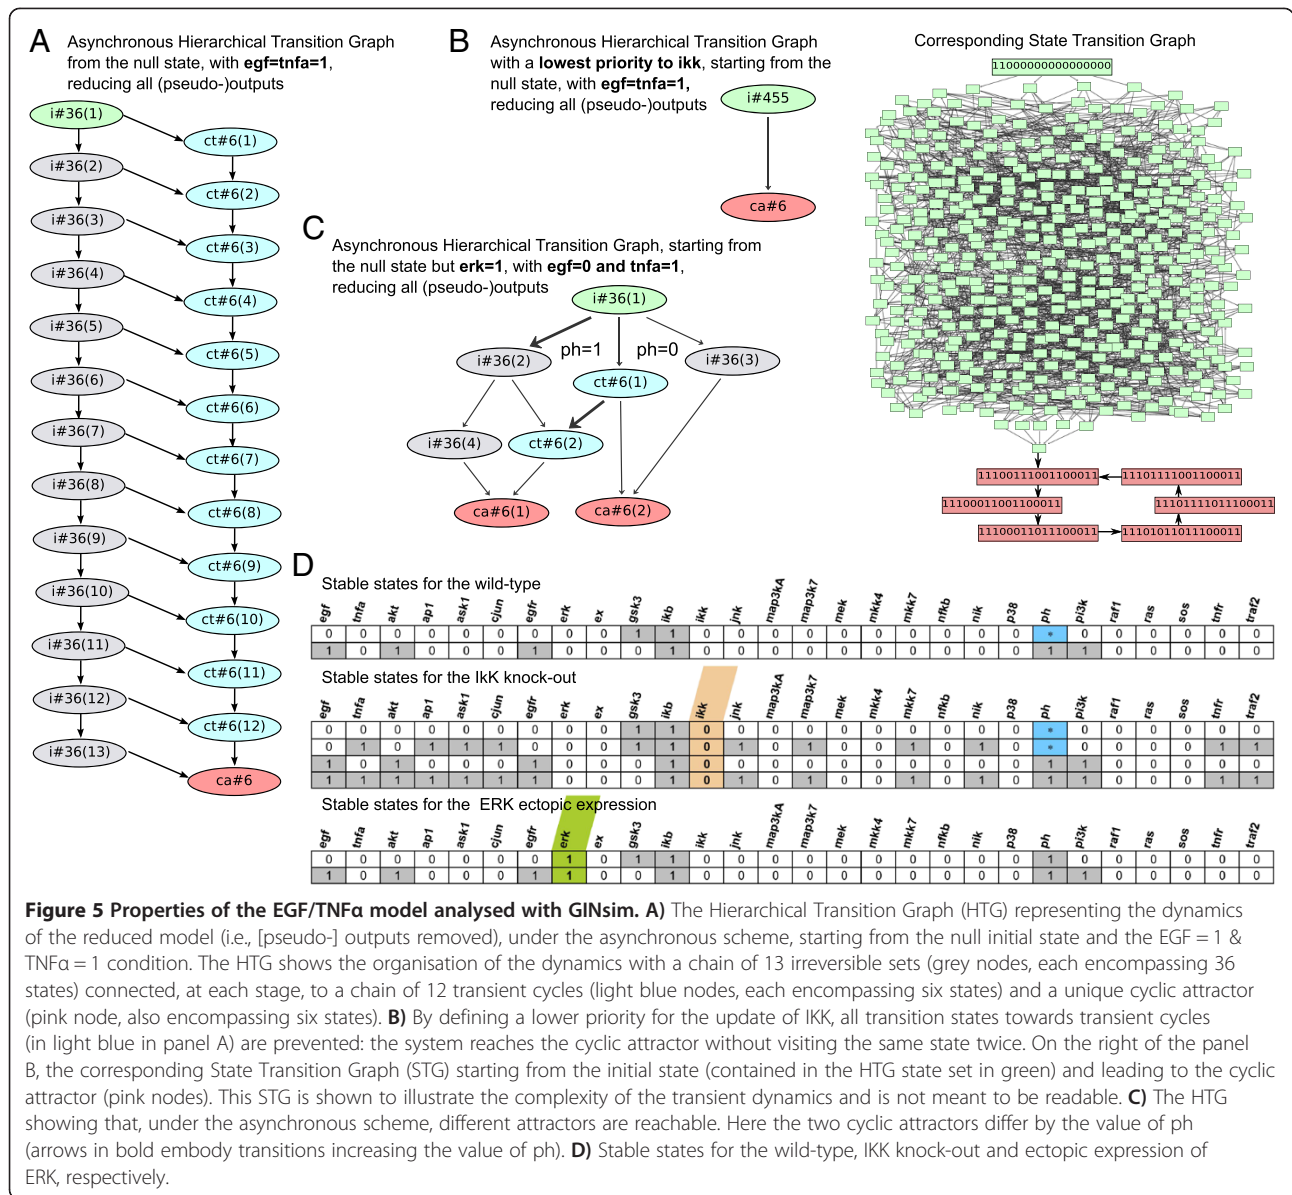 A
Asynchronous Hierarchical Transition Graph
from the null state, with egf=tnfa=1,
reducing all (pseudo-)outputs
i#36(1)
ct#6(1)
i#36(2)
ct#6(2)
i#36(3)
ct#6(3)
i#36(4)
ct#6(4)
i#36(5)
ct#6(5)
i#36(6)
ct#6(6)
i#36(7)
ct#6(7)
i#36(8)
ct#6(8)
i#36(9)
ct#6(9)
i#36(10)
ct#6(10)
i#36(11)
ct#6(11)
i#36(12)
ct#6(12)
i#36(13)
ca#6
B
Asynchronous Hierarchical Transition Graph
with a lowest priority to ikk, starting from the
null state, with egf=tnfa=1,
reducing all (pseudo-)outputs
i#455
ca#6
Corresponding State Transition Graph
11000000000000000
11100111001100011
11101111001100011
11100011001100011
11101111011100011
11100011011100011
11101011011100011
C
Asynchronous Hierarchical Transition Graph, starting from
the null state but erk=1, with egf=0 and tnfa=1,
reducing all (pseudo-)outputs
i#36(1)
ph=1
ph=0
i#36(2)
i#36(3)
ct#6(1)
i#36(4)
ct#6(2)
ca#6(1)
ca#6(2)
D
Stable states for the wild-type
egf tnfa akt ap1 ask1 cjun egfr erk ex gsk3 ikb ikk jnk map3kA map3k7 mek mkk4 mkk7 nfkb nik p38 ph pi3k raf1 ras sos tnfr traf2
0 0 0 0 0 0 0 0 0 1 1 0 0 0 0 0 0 0 0 0 0 * 0 0 0 0 0 0
1 0 1 0 0 0 1 0 0 0 1 0 0 0 0 0 0 0 0 0 0 1 1 0 0 0 0 0
Stable states for the IkK knock-out
egf tnfa akt ap1 ask1 cjun egfr erk ex gsk3 ikb ikk jnk map3kA map3k7 mek mkk4 mkk7 nfkb nik p38 ph pi3k raf1 ras sos tnfr traf2
0 0 0 0 0 0 0 0 0 1 1 0 0 0 0 0 0 0 0 0 0 * 0 0 0 0 0 0
0 1 0 1 1 1 0 0 0 1 1 0 1 0 1 0 0 1 0 1 0 * 0 0 0 0 1 1
1 0 1 0 0 0 1 0 0 0 1 0 0 0 0 0 0 0 0 0 0 1 1 0 0 0 0 0
1 1 1 1 1 1 1 0 0 0 1 0 1 0 1 0 0 1 0 1 0 1 1 0 0 0 1 1
Stable states for the ERK ectopic expression
egf tnfa akt ap1 ask1 cjun egfr erk ex gsk3 ikb ikk jnk map3kA map3k7 mek mkk4 mkk7 nfkb nik p38 ph pi3k raf1 ras sos tnfr traf2
0 0 0 0 0 0 0 1 0 1 1 0 0 0 0 0 0 0 0 0 0 1 0 0 0 0 0 0
1 0 1 0 0 0 1 1 0 0 1 0 0 0 0 0 0 0 0 0 0 1 1 0 0 0 0 0
Figure 5 Properties of the EGF/TNFα model analysed with GINsim. A) The Hierarchical Transition Graph (HTG) representing the dynamics
of the reduced model (i.e., [pseudo-] outputs removed), under the asynchronous scheme, starting from the null initial state and the EGF = 1 &
TNFα = 1 condition. The HTG shows the organisation of the dynamics with a chain of 13 irreversible sets (grey nodes, each encompassing 36
states) connected, at each stage, to a chain of 12 transient cycles (light blue nodes, each encompassing six states) and a unique cyclic attractor
(pink node, also encompassing six states). B) By defining a lower priority for the update of IKK, all transition states towards transient cycles
(in light blue in panel A) are prevented: the system reaches the cyclic attractor without visiting the same state twice. On the right of the panel
B, the corresponding State Transition Graph (STG) starting from the initial state (contained in the HTG state set in green) and leading to the cyclic
attractor (pink nodes). This STG is shown to illustrate the complexity of the transient dynamics and is not meant to be readable. C) The HTG
showing that, under the asynchronous scheme, different attractors are reachable. Here the two cyclic attractors differ by the value of ph
(arrows in bold embody transitions increasing the value of ph). D) Stable states for the wild-type, IKK knock-out and ectopic expression of
ERK, respectively.